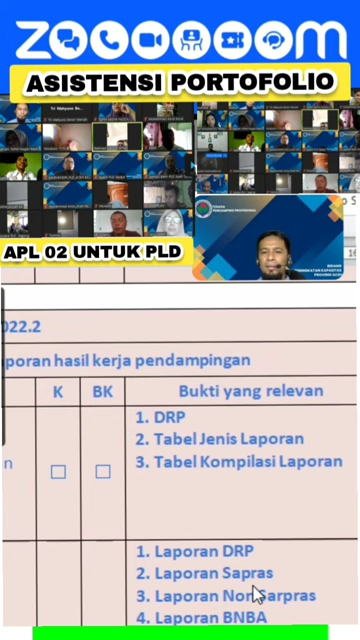 ZOOOOOM
ASISTENSI PORTOFOLIO
APL 02 UNTUK PLD
022.2
aporan hasil kerja pendampingan
K
BK
Bukti yang relevan
n
1. DRP
2. Tabel Jenis Laporan
3. Tabel Kompilasi Laporan
1. Laporan DRP
2. Laporan Sapras
3. Laporan Non Sarpras
4. Laporan BNBA